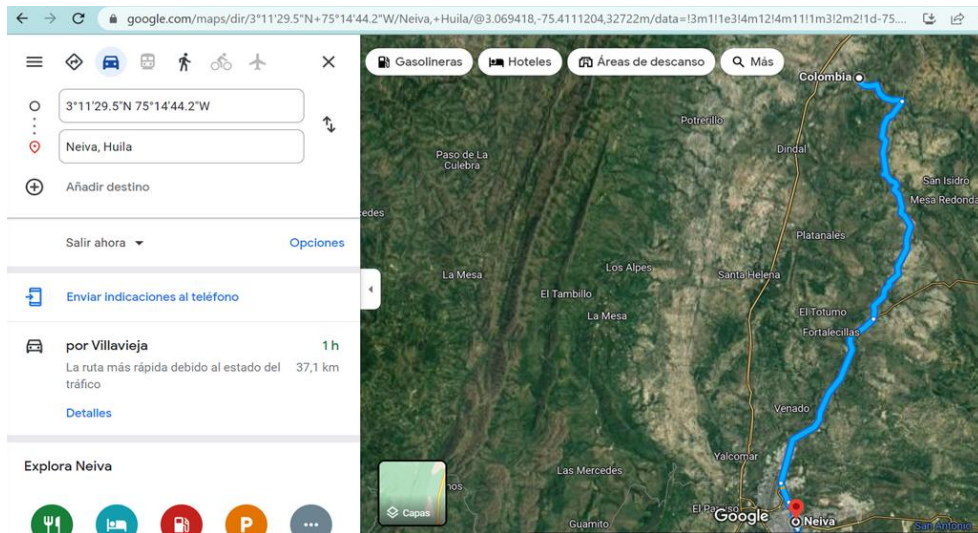 google.com/maps/dir/3°11'29.5"N+75°14'44.2"W/Neiva,+Huila/@3.069418,-75.4111204,32722m/data=!3m1!1e3!4m12!4m11!1m3!2m2!1d-75....
3°11'29.5"N 75°14'44.2"W
Neiva, Huila
Añadir destino
Salir ahora
Opciones
Enviar indicaciones al teléfono
por Villavieja
1 h
La ruta más rápida debido al estado del
37,1 km
tráfico
Detalles
Explora Neiva
P
Gasolineras
Hoteles
Áreas de descanso
Más
Colombia
Potrerillo
Dindal
Paso de La
Culebra
San Isidro
Mesa Redonda
edes
Platanales
La Mesa
Los Alpes
Santa Helena
El Tambillo
La Mesa
El Totumo
Fortalecillas
Venado
Yalcomar
Las Mercedes
nos
Capas
El Paraiso
Google
Neiva
Guamito
San Antonio